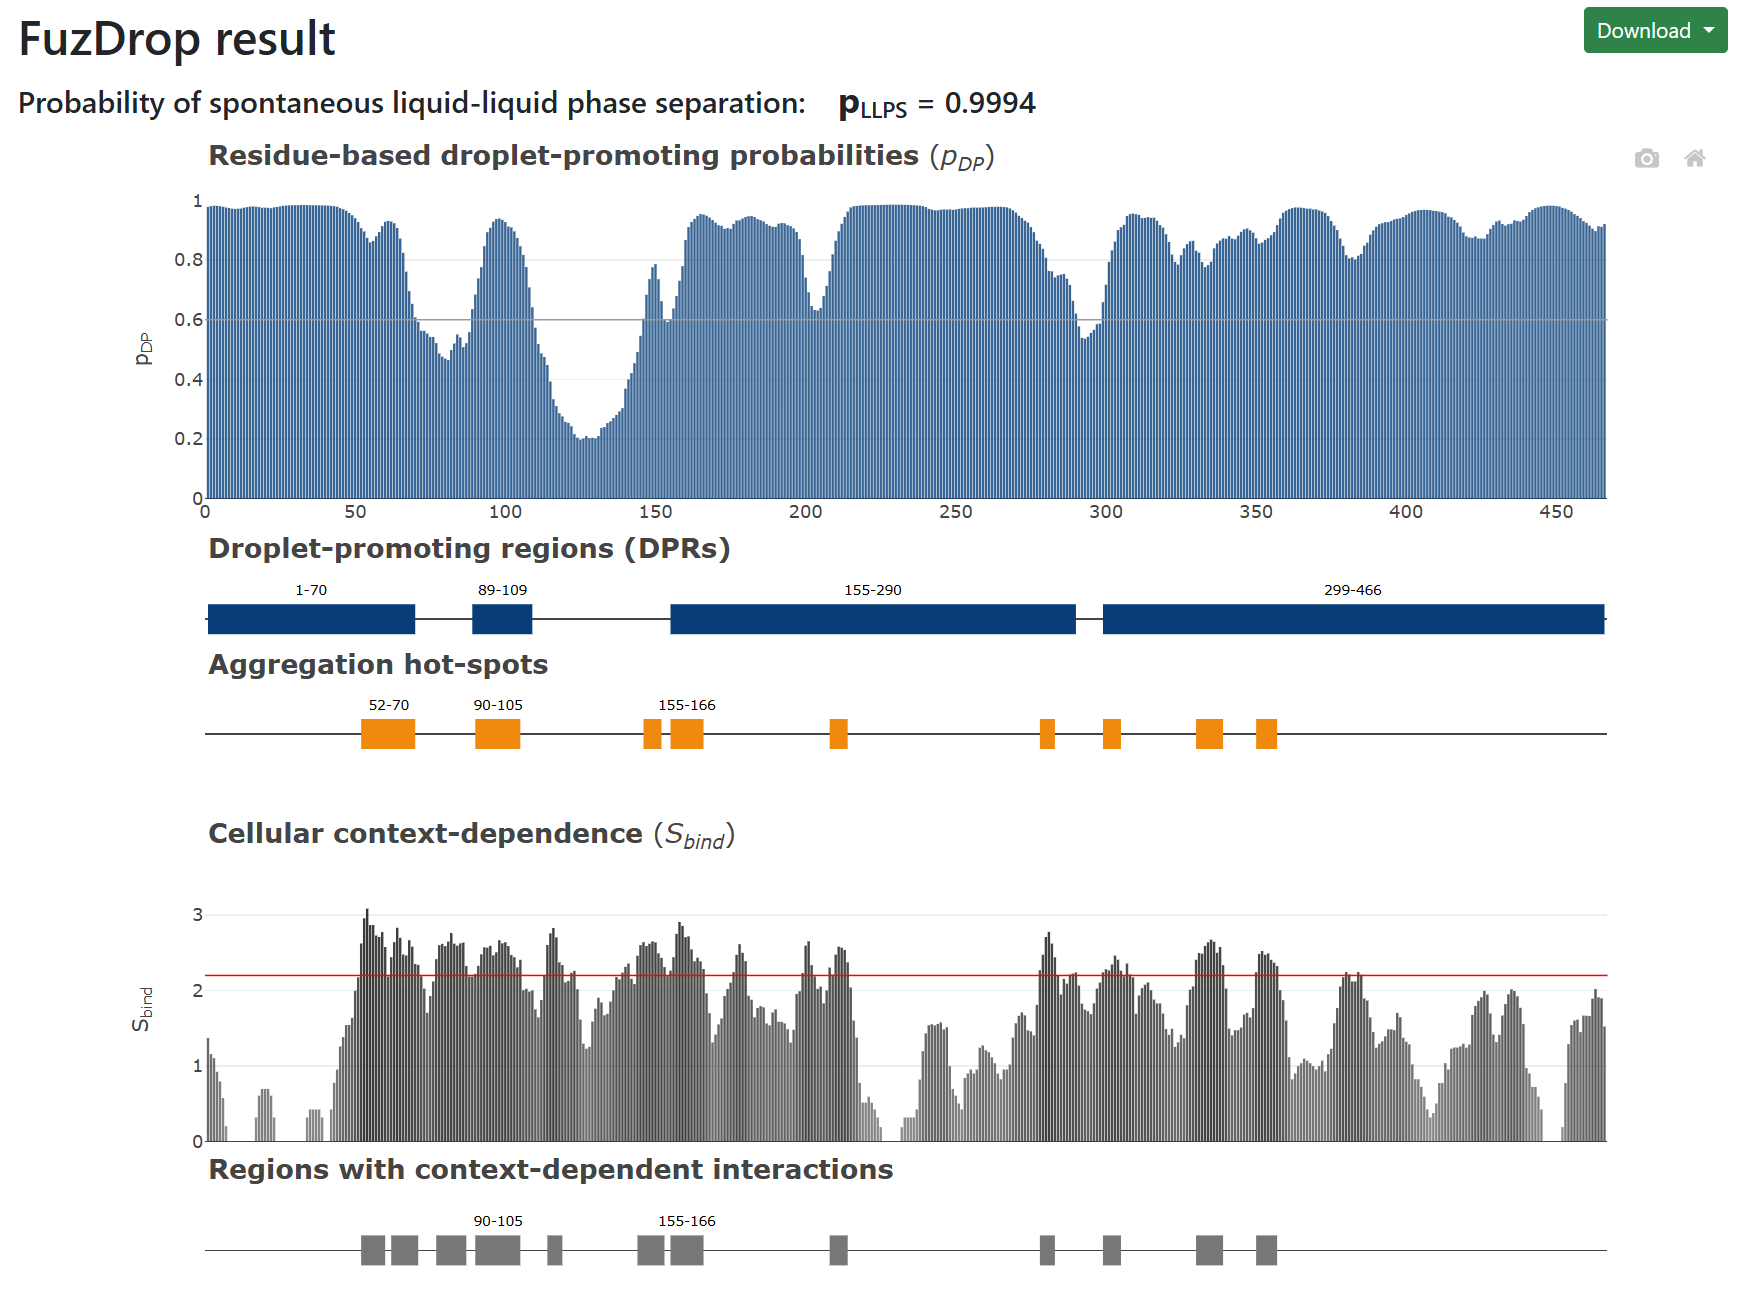 FuzDrop result
Download
Probability of spontaneous liquid-liquid phase separation: pLLPS = 0.9994
Residue-based droplet-promoting probabilities (pDP)
1
0.8
0.6
0.4
0.2
0
pDP
0 50 100 150 200 250 300 350 400 450
Droplet-promoting regions (DPRs)
1-70 89-109 155-290 299-466
Aggregation hot-spots
52-70 90-105 155-166
Cellular context-dependence (Sbind)
3
2
1
0
Sbind
Regions with context-dependent interactions
90-105 155-166